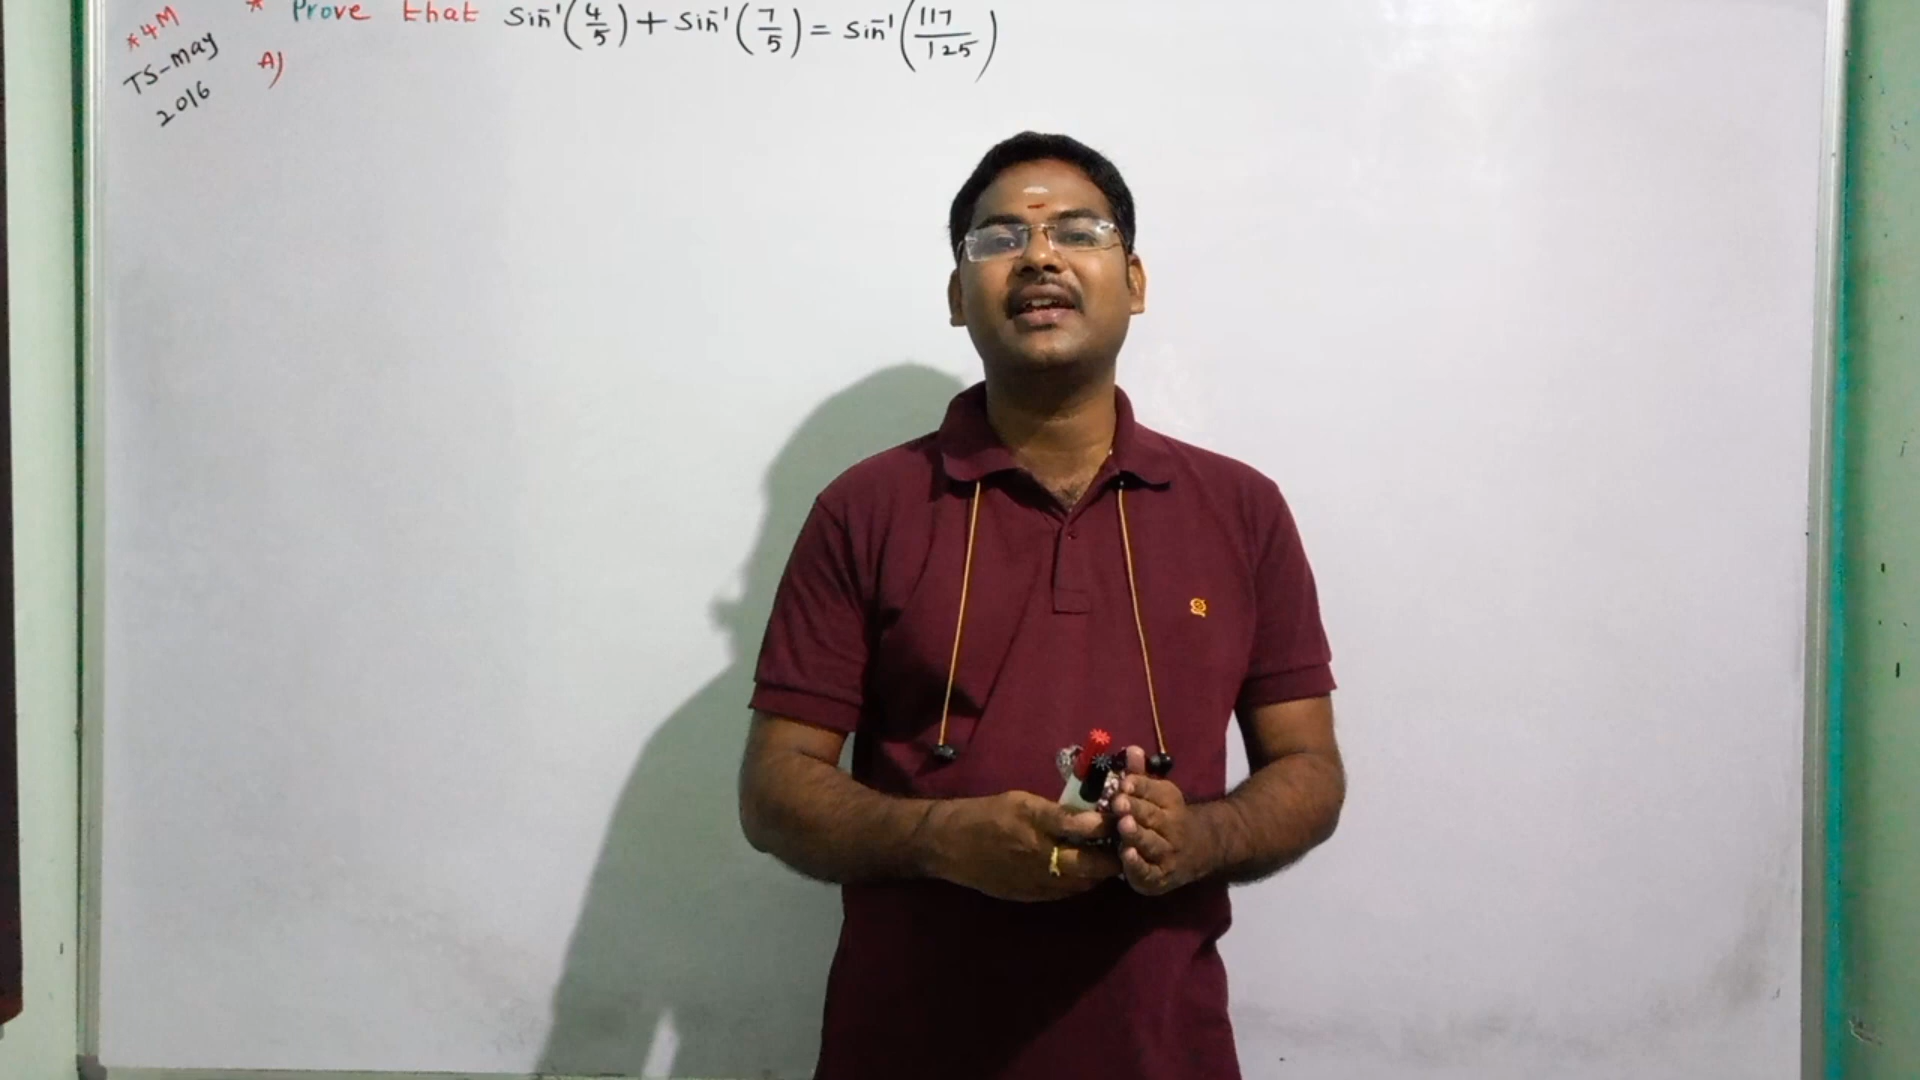 *4M
TS-may
2016
* Prove that Sin⁻¹(4/5) + Sin⁻¹(7/5) = Sin⁻¹(117/125)
A)